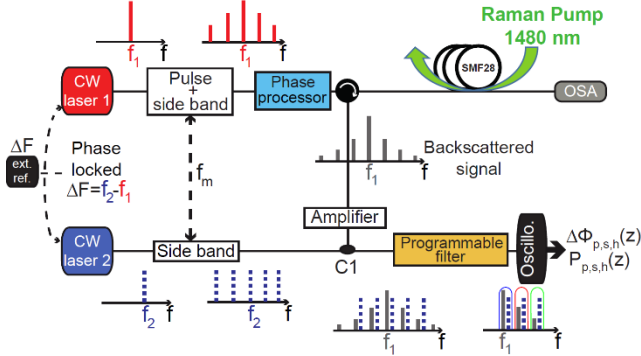 Raman Pump
1480 nm
f₁ f
f₁ f
SMF28
CW
laser 1
Pulse
+
side band
Phase
processor
OSA
ΔF
ext.
ref.
Phase
locked
ΔF=f₂-f₁
fₘ
f₁ f
Backscattered
signal
Amplifier
CW
laser 2
Side band
C1
Programmable
filter
Oscillo.
ΔΦp,s,h(z)
Pp,s,h(z)
f₂ f
f₂ f
f₁ f
f₁ f